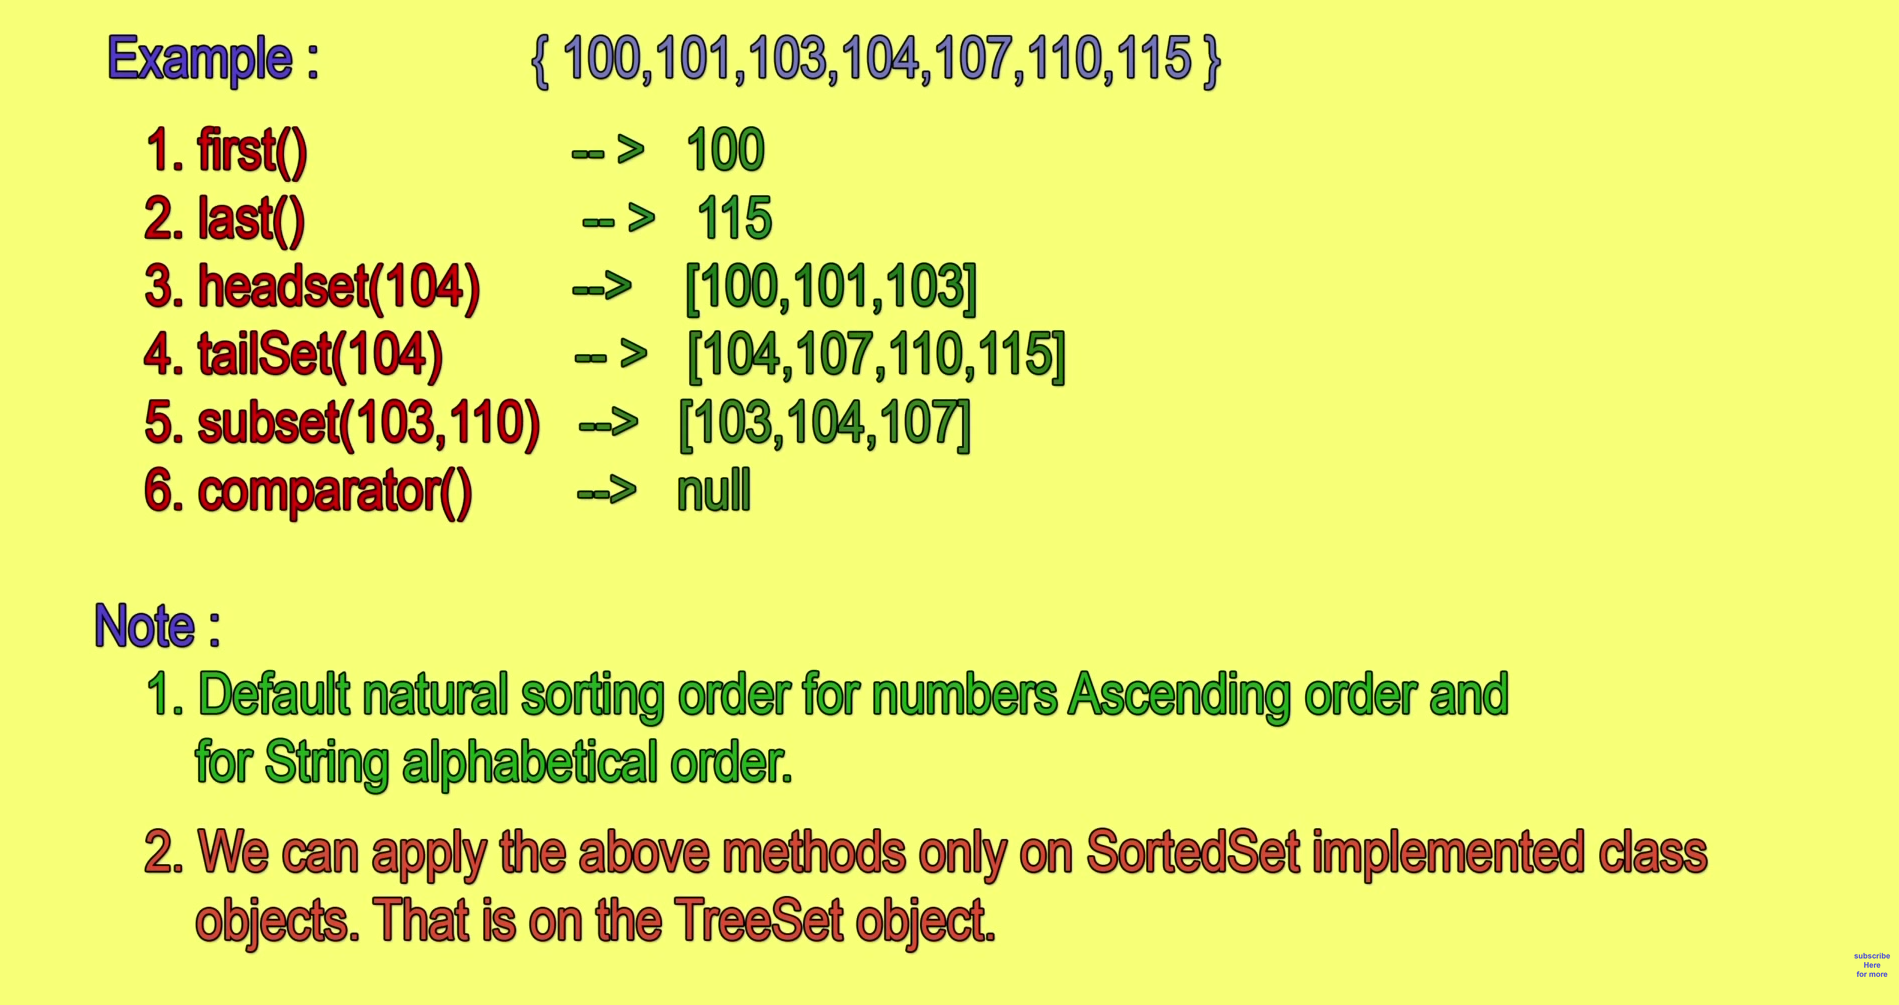 Example : { 100,101,103,104,107,110,115 }
1. first() -- > 100
2. last() -- > 115
3. headset(104) --> [100,101,103]
4. tailSet(104) -- > [104,107,110,115]
5. subset(103,110) --> [103,104,107]
6. comparator() --> null
Note :
1. Default natural sorting order for numbers Ascending order and
for String alphabetical order.
2. We can apply the above methods only on SortedSet implemented class
objects. That is on the TreeSet object.
subscribe
Here
for more